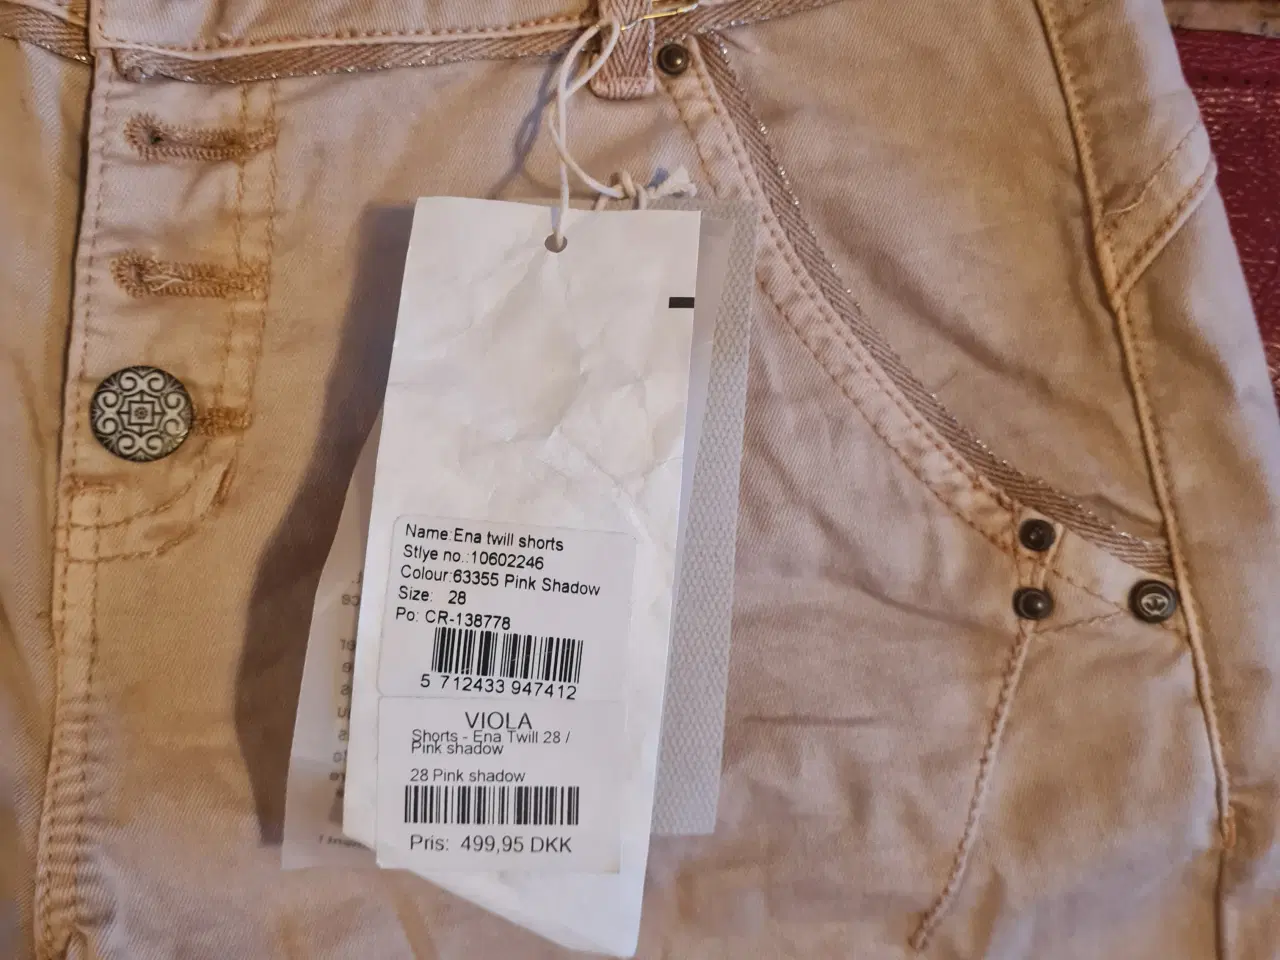 Name:Ena twill shorts
Stlye no.:10602246
Colour:63355 Pink Shadow
Size: 28
Po: CR-138778
5 712433 947412
VIOLA
Shorts - Ena Twill 28 /
Pink shadow
28 Pink shadow
Pris: 499,95 DKK